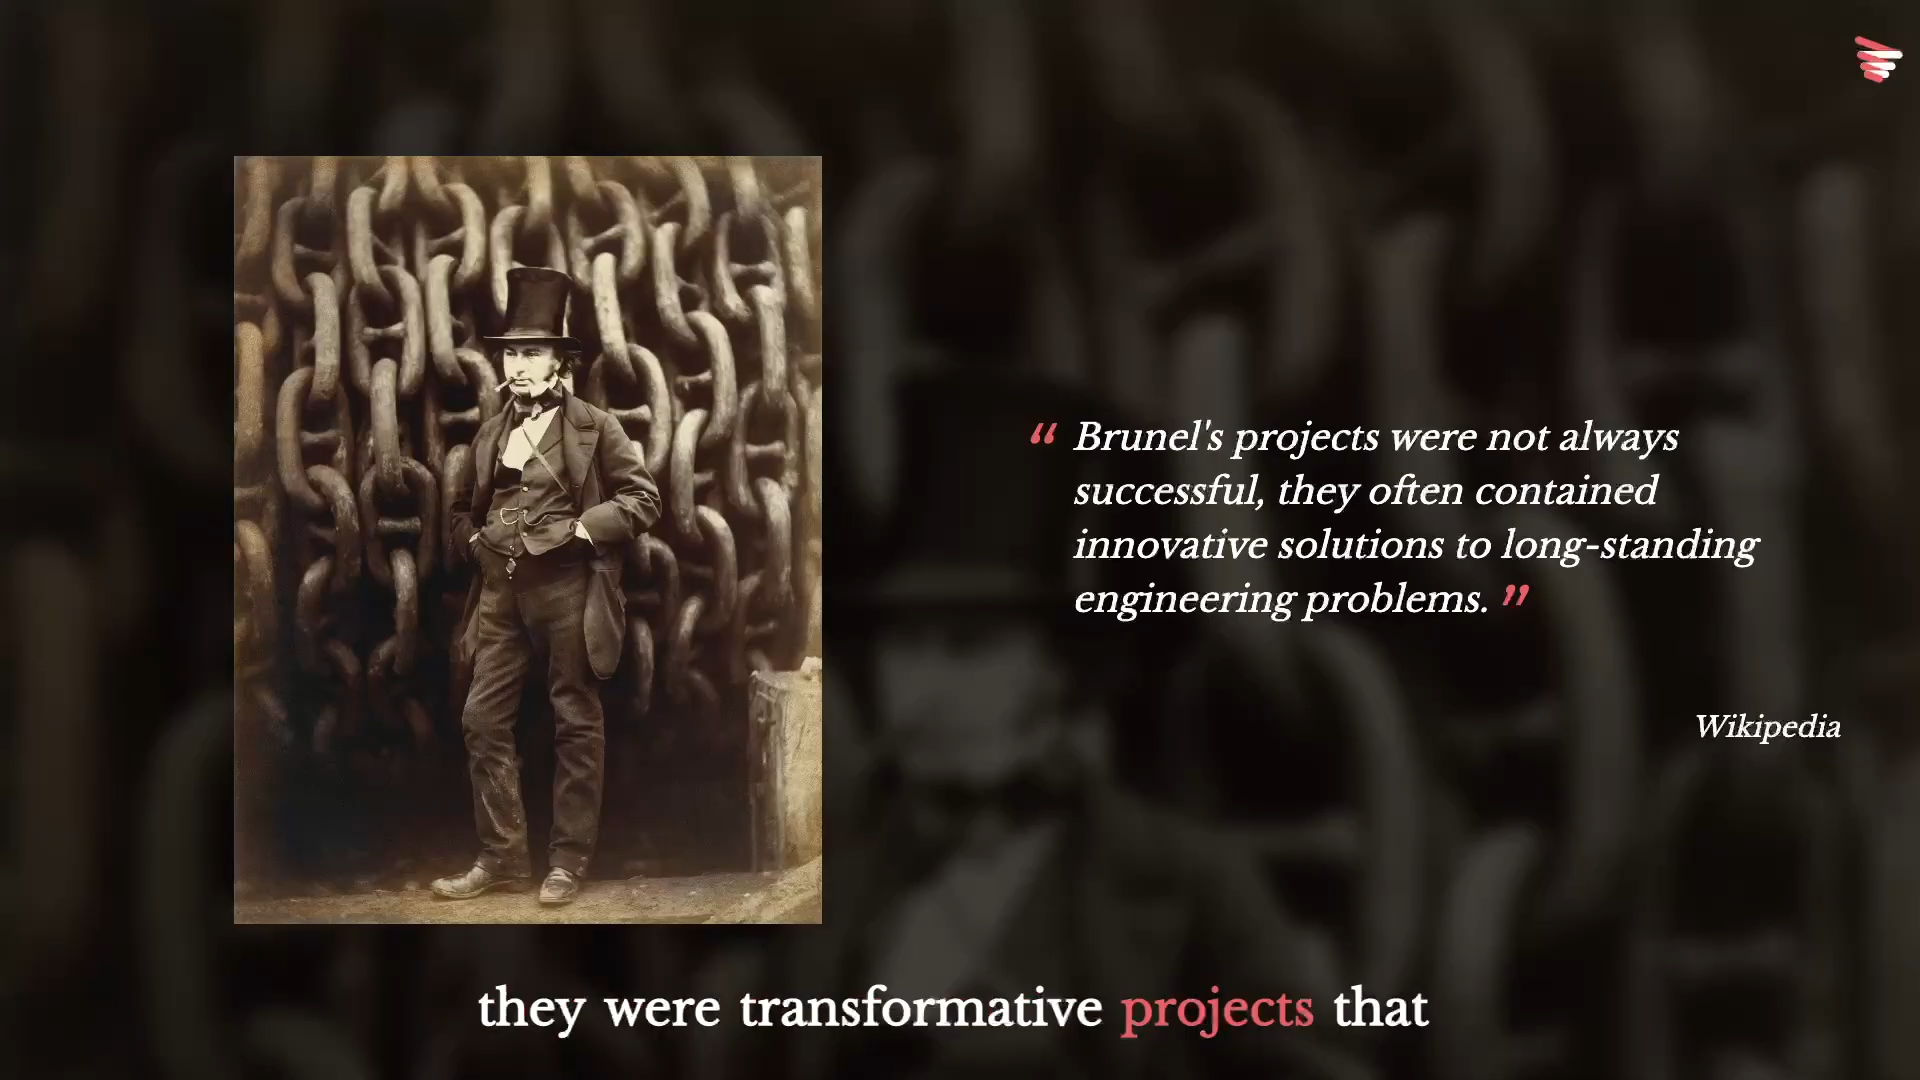 “ Brunel's projects were not always
successful, they often contained
innovative solutions to long-standing
engineering problems. ”
Wikipedia
they were transformative projects that